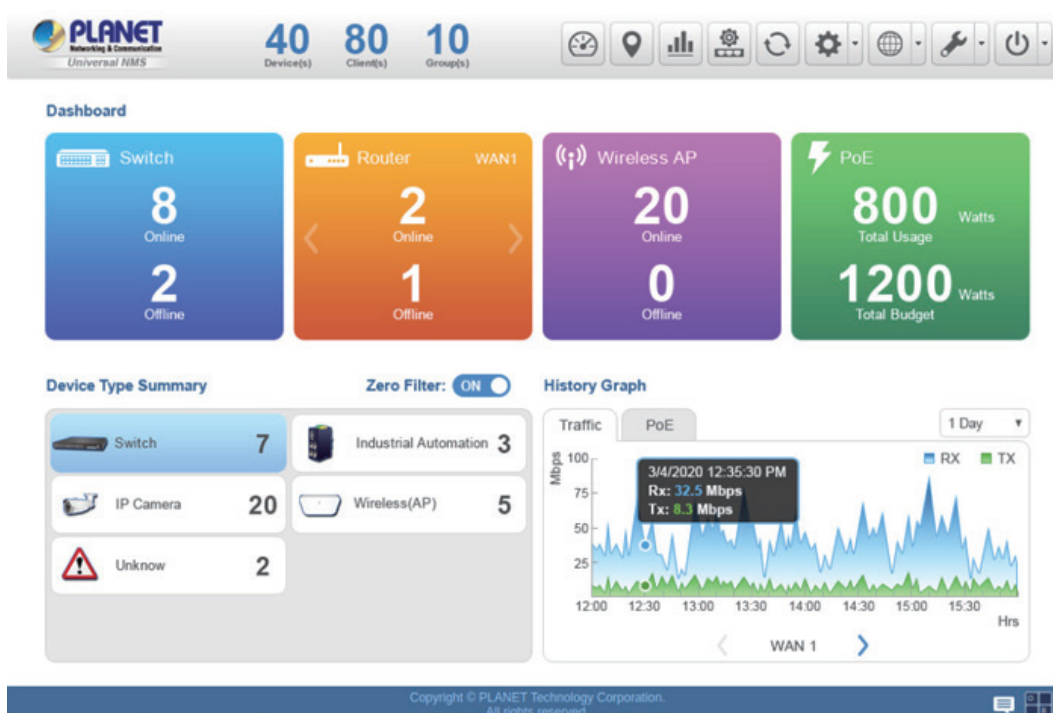 PLANET
Networking & Communication
Universal NMS
40 80 10
Device(s) Client(s) Group(s)
Dashboard
Switch
8
Online
2
Offline
Router WAN1
2
Online
1
Offline
Wireless AP
20
Online
0
Offline
PoE
800 Watts
Total Usage
1200 Watts
Total Budget
Device Type Summary Zero Filter: ON
Switch 7
Industrial Automation 3
IP Camera 20
Wireless(AP) 5
Unknow 2
History Graph
Traffic PoE 1 Day
RX TX
Mbps
100
75
50
25
3/4/2020 12:35:30 PM
Rx: 32.5 Mbps
Tx: 8.3 Mbps
12:00 12:30 13:00 13:30 14:00 14:30 15:00 15:30
Hrs
WAN 1
Copyright © PLANET Technology Corporation.
All rights reserved.